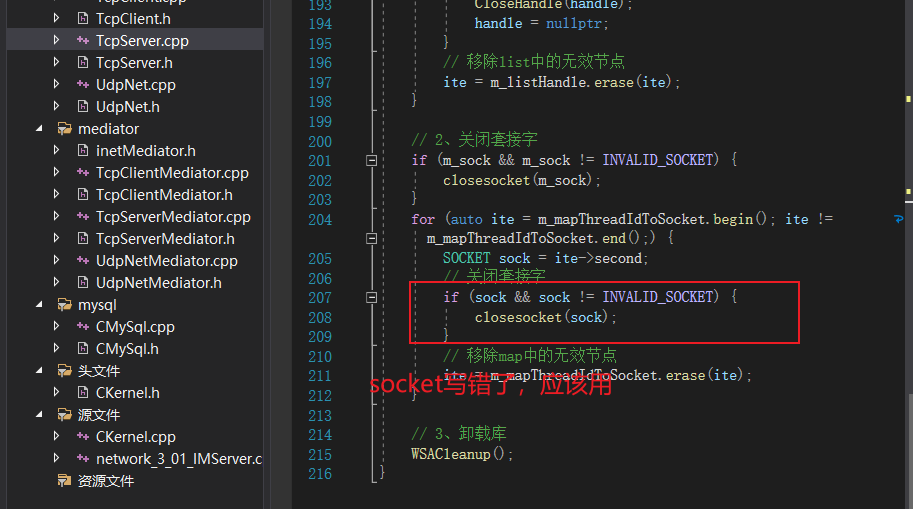 TcpClient.cpp
TcpClient.h
TcpServer.cpp
TcpServer.h
UdpNet.cpp
UdpNet.h
mediator
inetMediator.h
TcpClientMediator.cpp
TcpClientMediator.h
TcpServerMediator.cpp
TcpServerMediator.h
UdpMediatorMediator.cpp
UdpNetMediator.h
mysql
CMySql.cpp
CMySql.h
头文件
CKernel.h
源文件
CKernel.cpp
network_3_01_IMServer.c
资源文件
193 CloseHandle(handle);
194 handle = nullptr;
195 }
196 // 移除list中的无效节点
197 ite = m_listHandle.erase(ite);
198 }
199
200 // 2、关闭套接字
201 if (m_sock && m_sock != INVALID_SOCKET) {
202 closesocket(m_sock);
203 }
204 for (auto ite = m_mapThreadIdToSocket.begin(); ite !=
m_mapThreadIdToSocket.end();) {
205 SOCKET sock = ite->second;
206 // 关闭套接字
207 if (sock && sock != INVALID_SOCKET) {
208 closesocket(sock);
209 }
210 // 移除map中的无效节点
211 ite = m_mapThreadIdToSocket.erase(ite);
socket写错了，应该用
212 }
213
214 // 3、卸载库
215 WSACleanup();
216 }